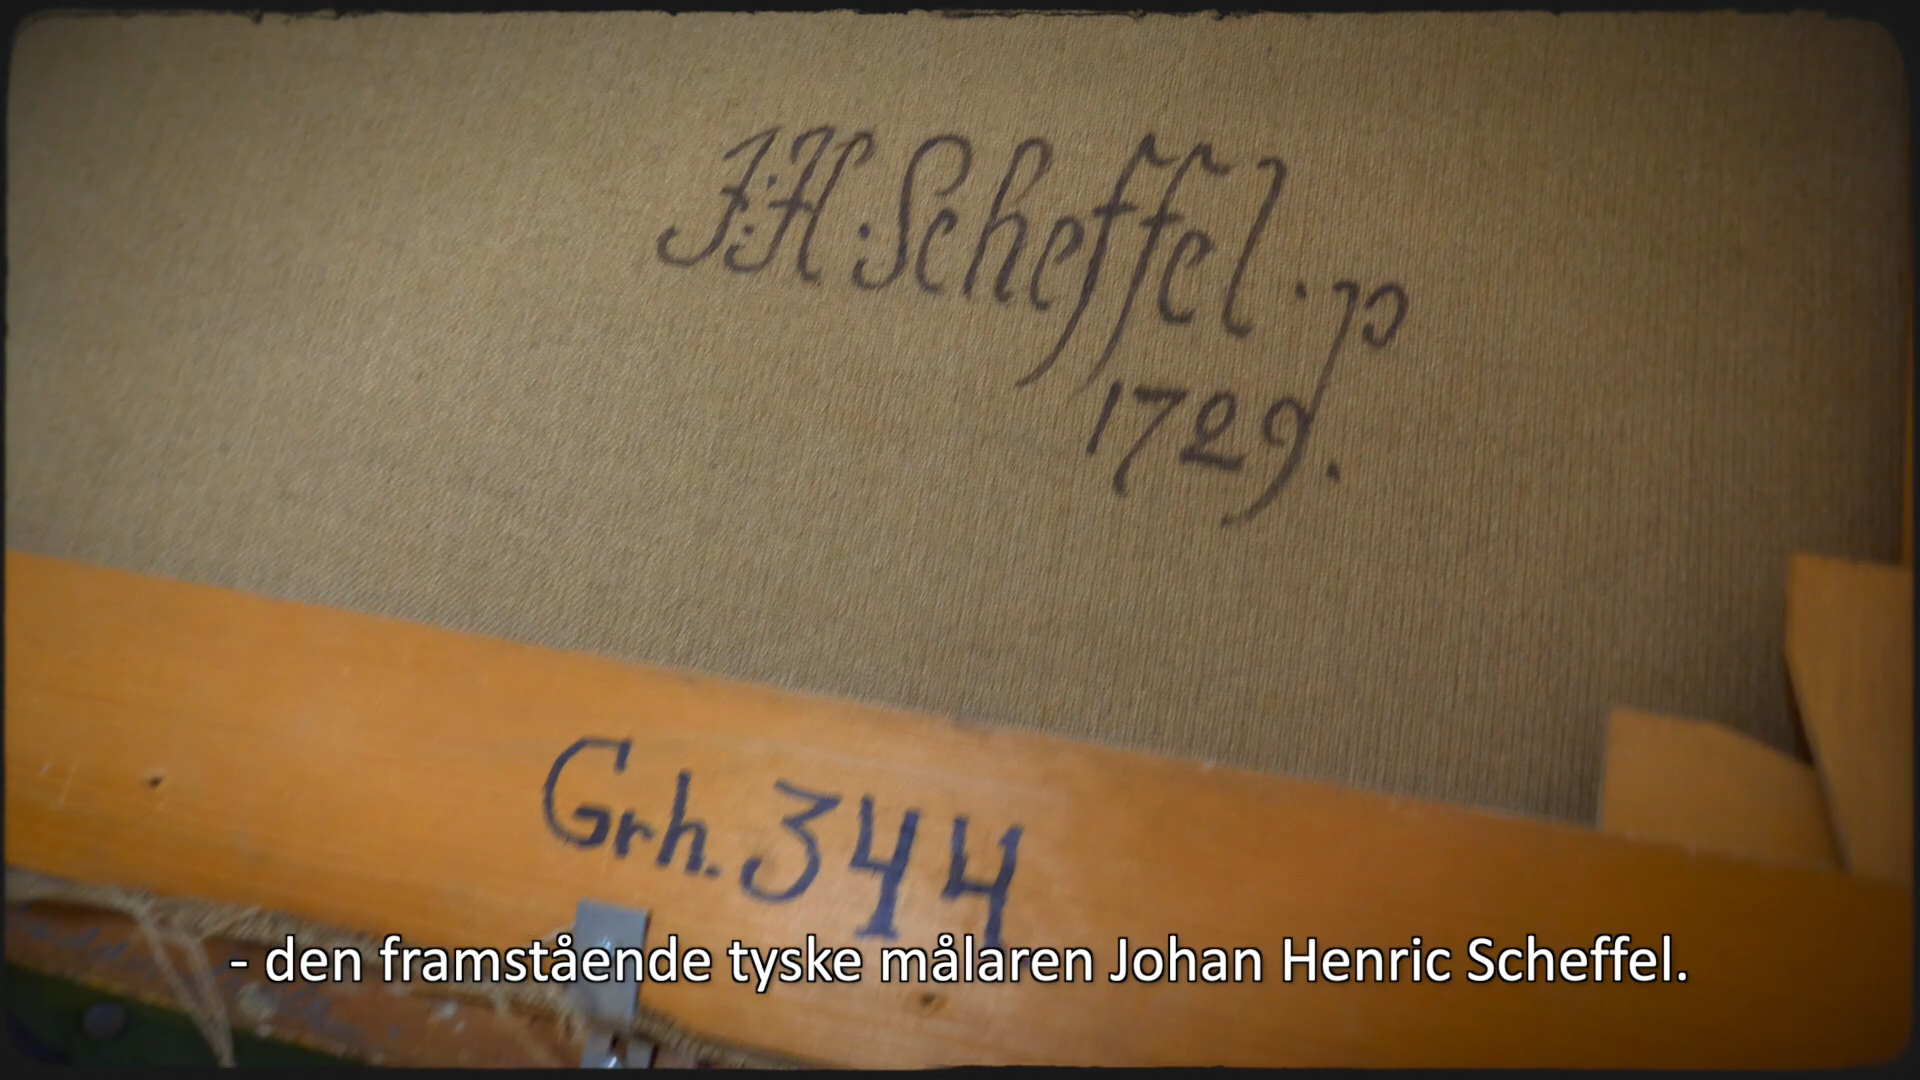 J:H·Scheffel·p
1729.
Grh. 344
- den framstående tyske målaren Johan Henric Scheffel.